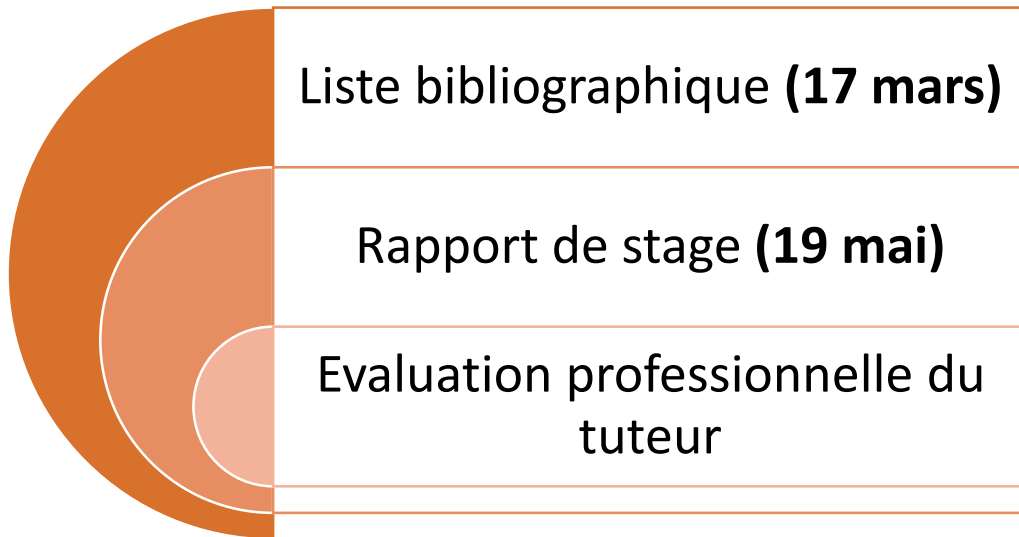 Liste bibliographique (17 mars)
Rapport de stage (19 mai)
Evaluation professionnelle du
tuteur